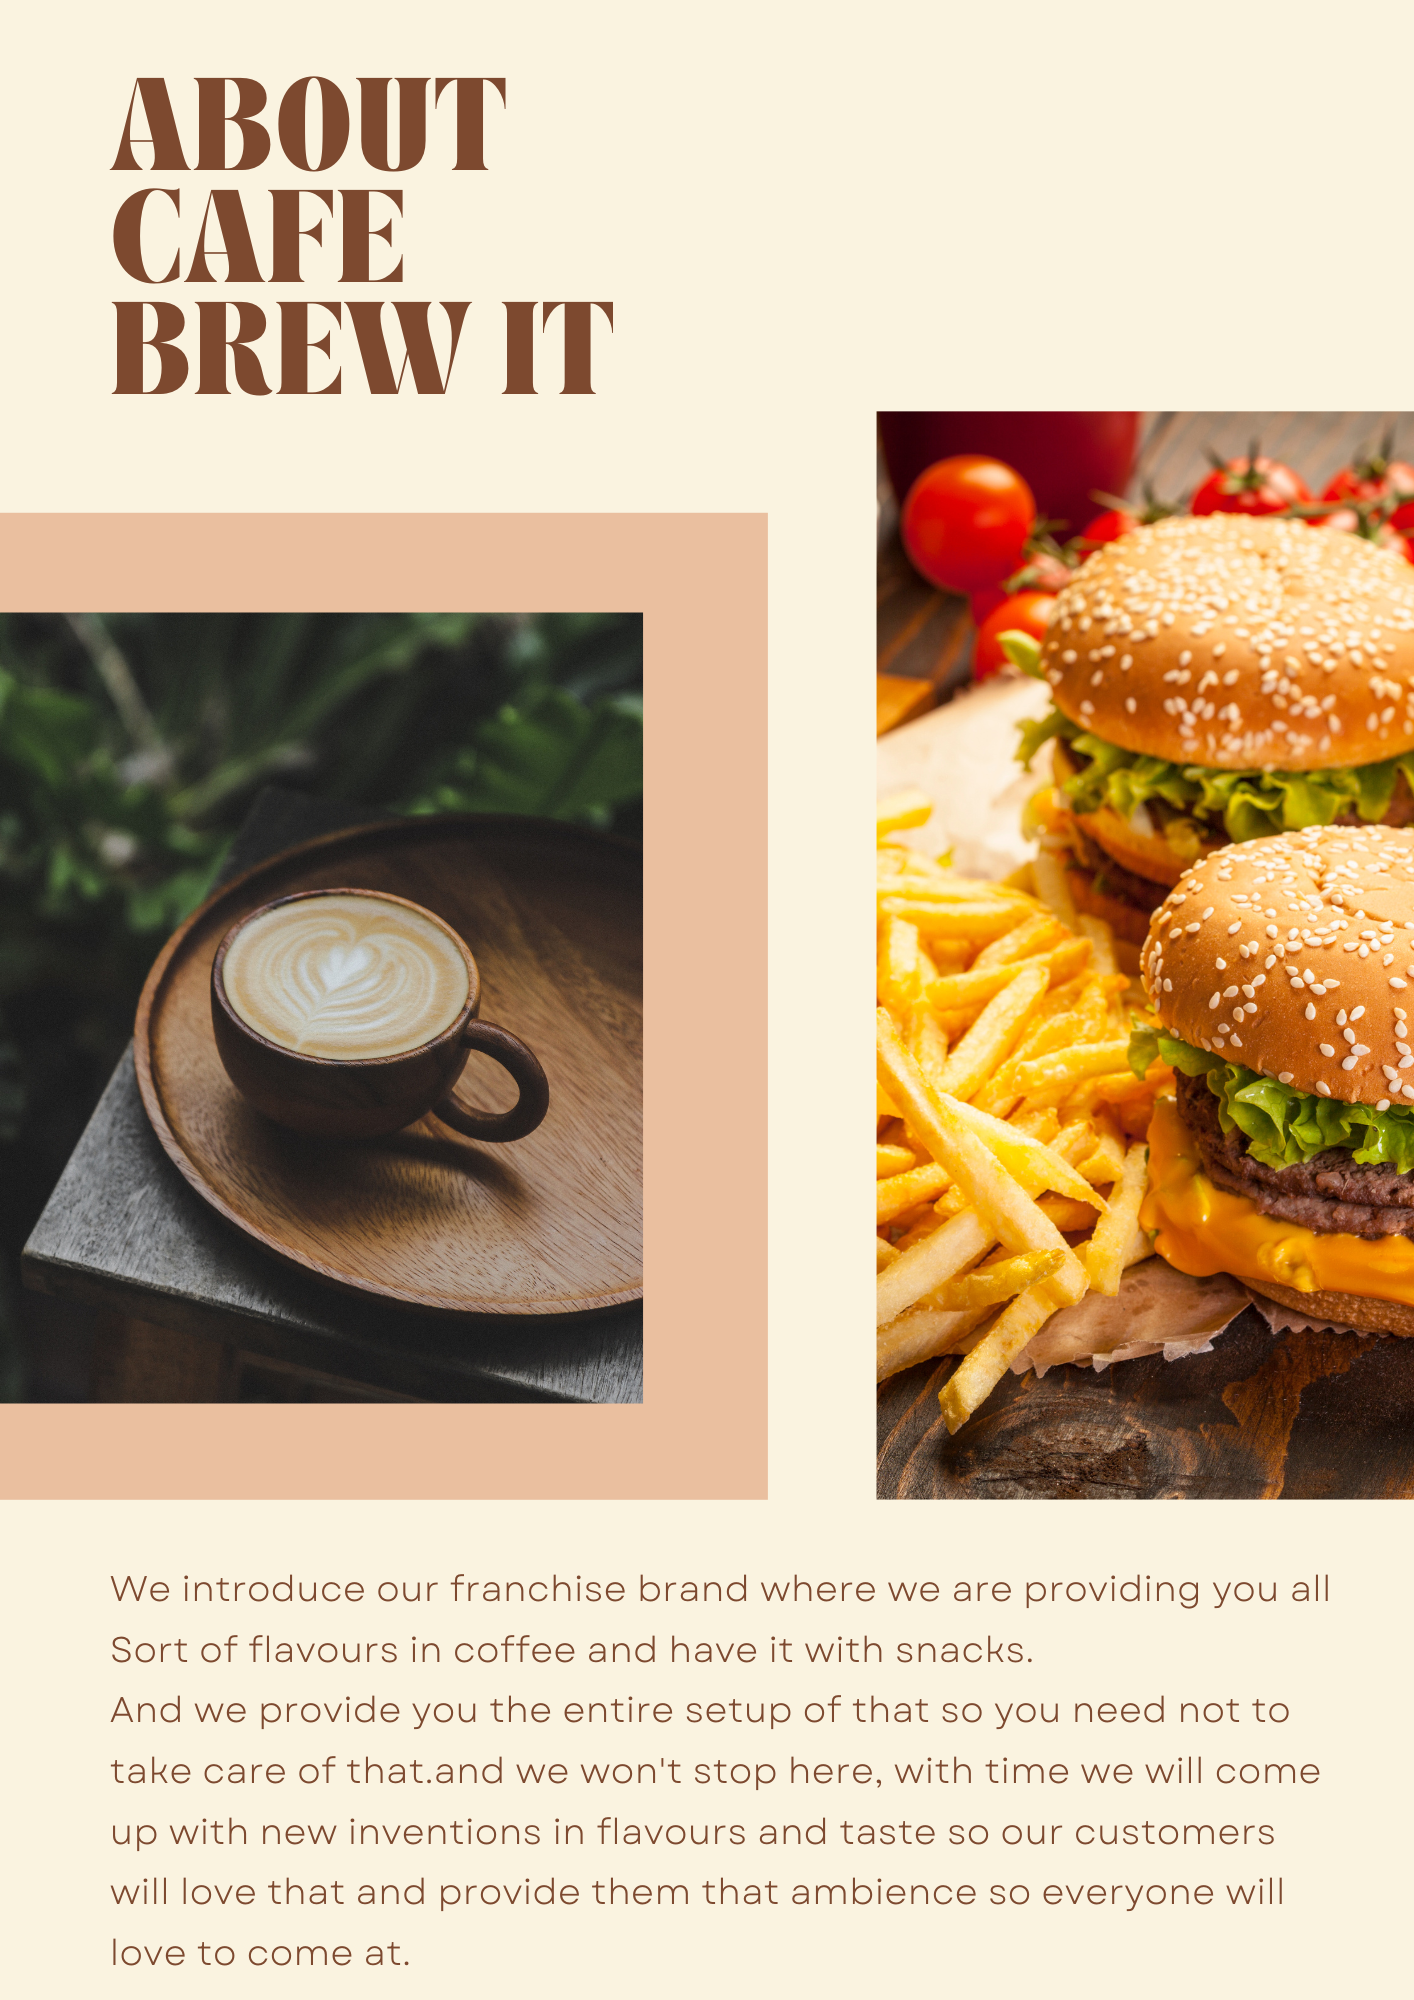 ABOUT
CAFE
BREW IT
We introduce our franchise brand where we are providing you all
Sort of flavours in coffee and have it with snacks.
And we provide you the entire setup of that so you need not to
take care of that.and we won't stop here, with time we will come
up with new inventions in flavours and taste so our customers
will love that and provide them that ambience so everyone will
love to come at.